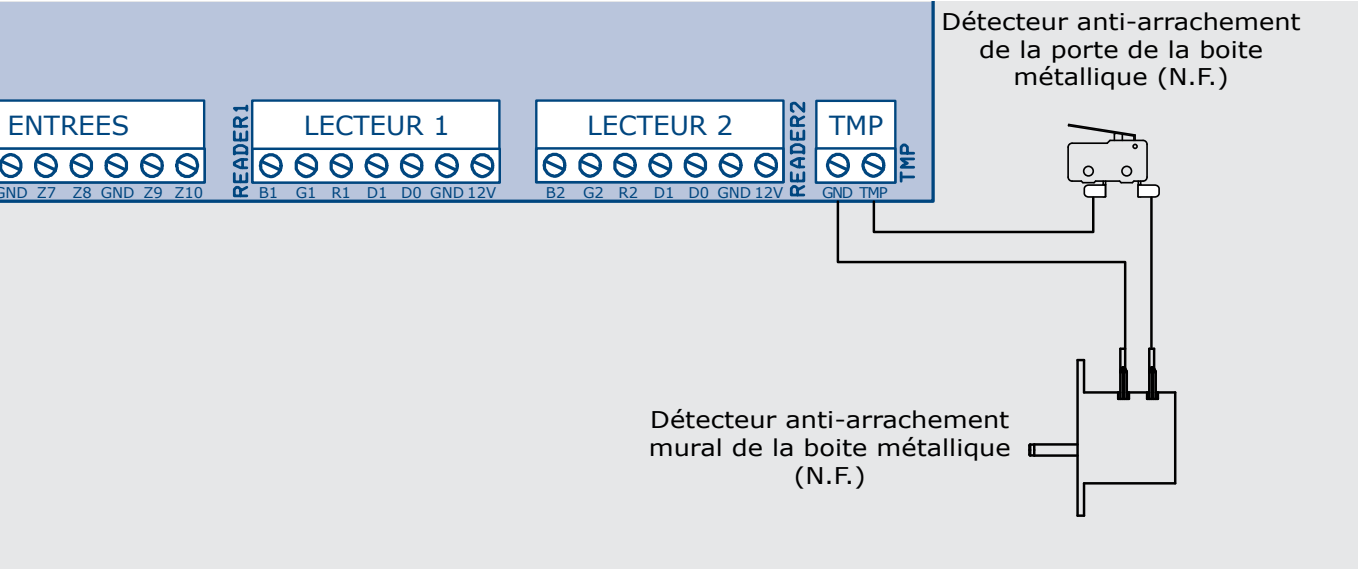 Détecteur anti-arrachement
de la porte de la boite
métallique (N.F.)
ENTREES
READER1
LECTEUR 1
LECTEUR 2
READER2
TMP
TMP
GND Z7 Z8 GND Z9 Z10
B1 G1 R1 D1 D0 GND 12V
B2 G2 R2 D1 D0 GND 12V
GND TMP
Détecteur anti-arrachement
mural de la boite métallique
(N.F.)